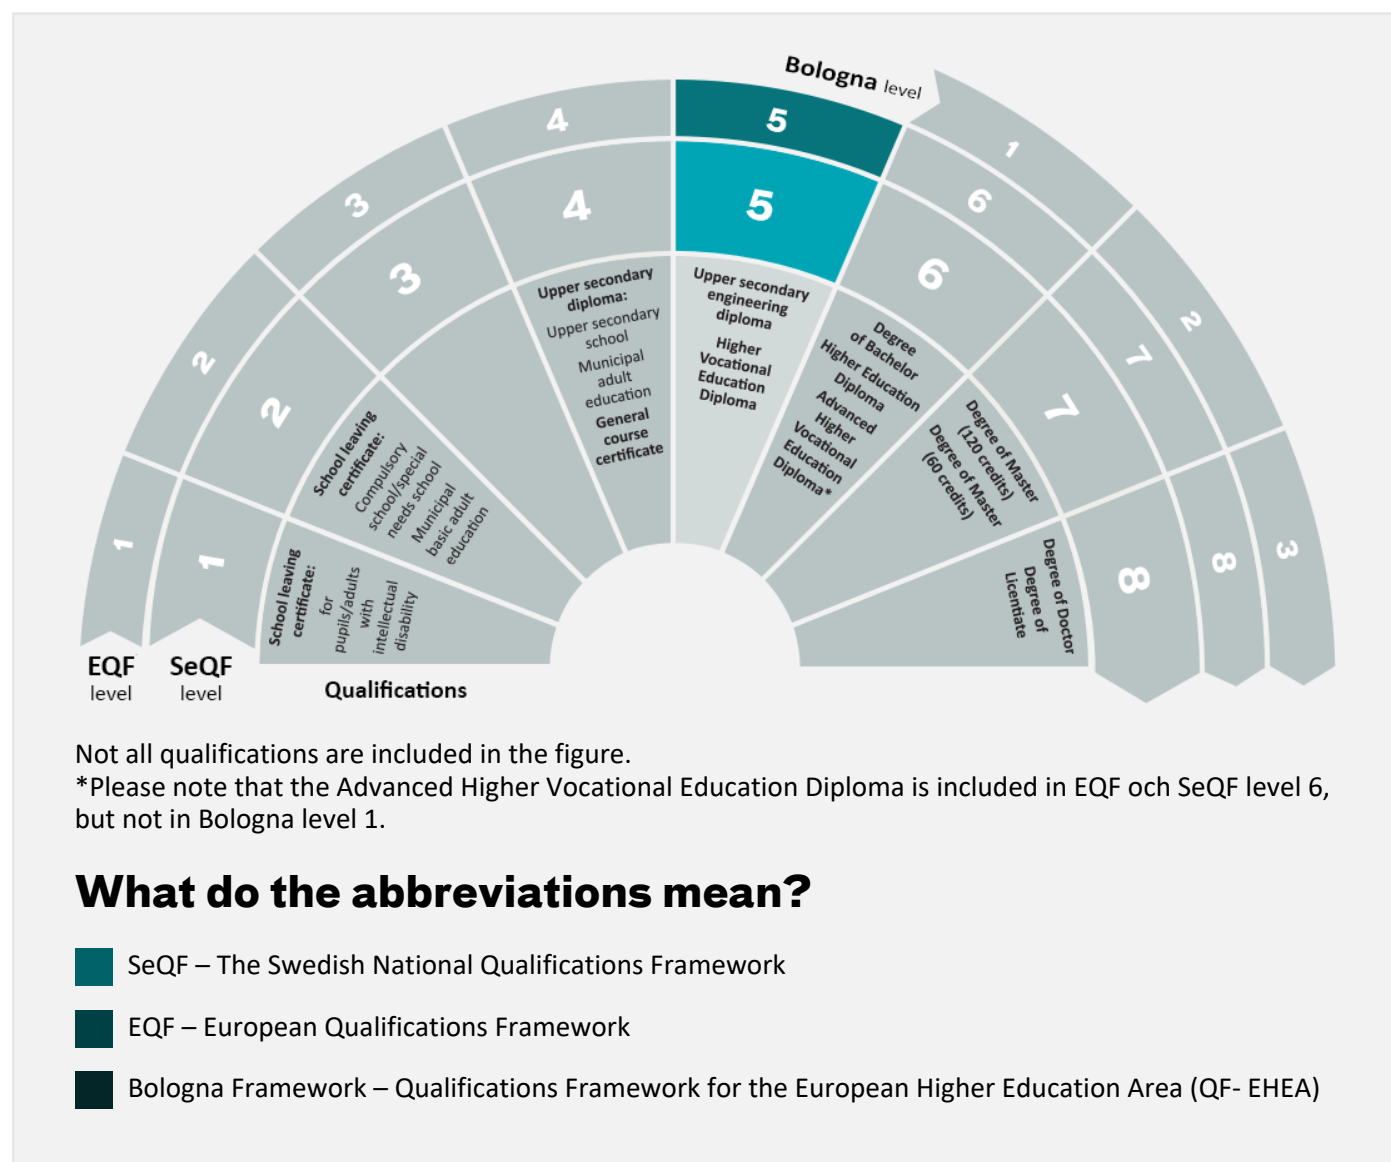 Bologna level
1
2
3
4
5
1
2
3
6
7
8
1
2
3
4
5
6
7
8
School leaving
certificate:
for
pupils/adults
with
intellectual
disability
School leaving
certificate:
Compulsory
school/special
needs school
Municipal
basic adult
education
Upper secondary
diploma:
Upper secondary
school
Municipal
adult
education
General
course
certificate
Upper secondary
engineering
diploma
Higher
Vocational
Education
Diploma
Degree
of Bachelor
Higher Education
Diploma
Advanced
Higher
Vocational
Education
Diploma*
Degree of Master
(120 credits)
Degree of Master
(60 credits)
Degree of Doctor
Degree of
Licentiate
EQF
level
SeQF
level
Qualifications
Not all qualifications are included in the figure.
*Please note that the Advanced Higher Vocational Education Diploma is included in EQF och SeQF level 6,
but not in Bologna level 1.
What do the abbreviations mean?
SeQF – The Swedish National Qualifications Framework
EQF – European Qualifications Framework
Bologna Framework – Qualifications Framework for the European Higher Education Area (QF- EHEA)